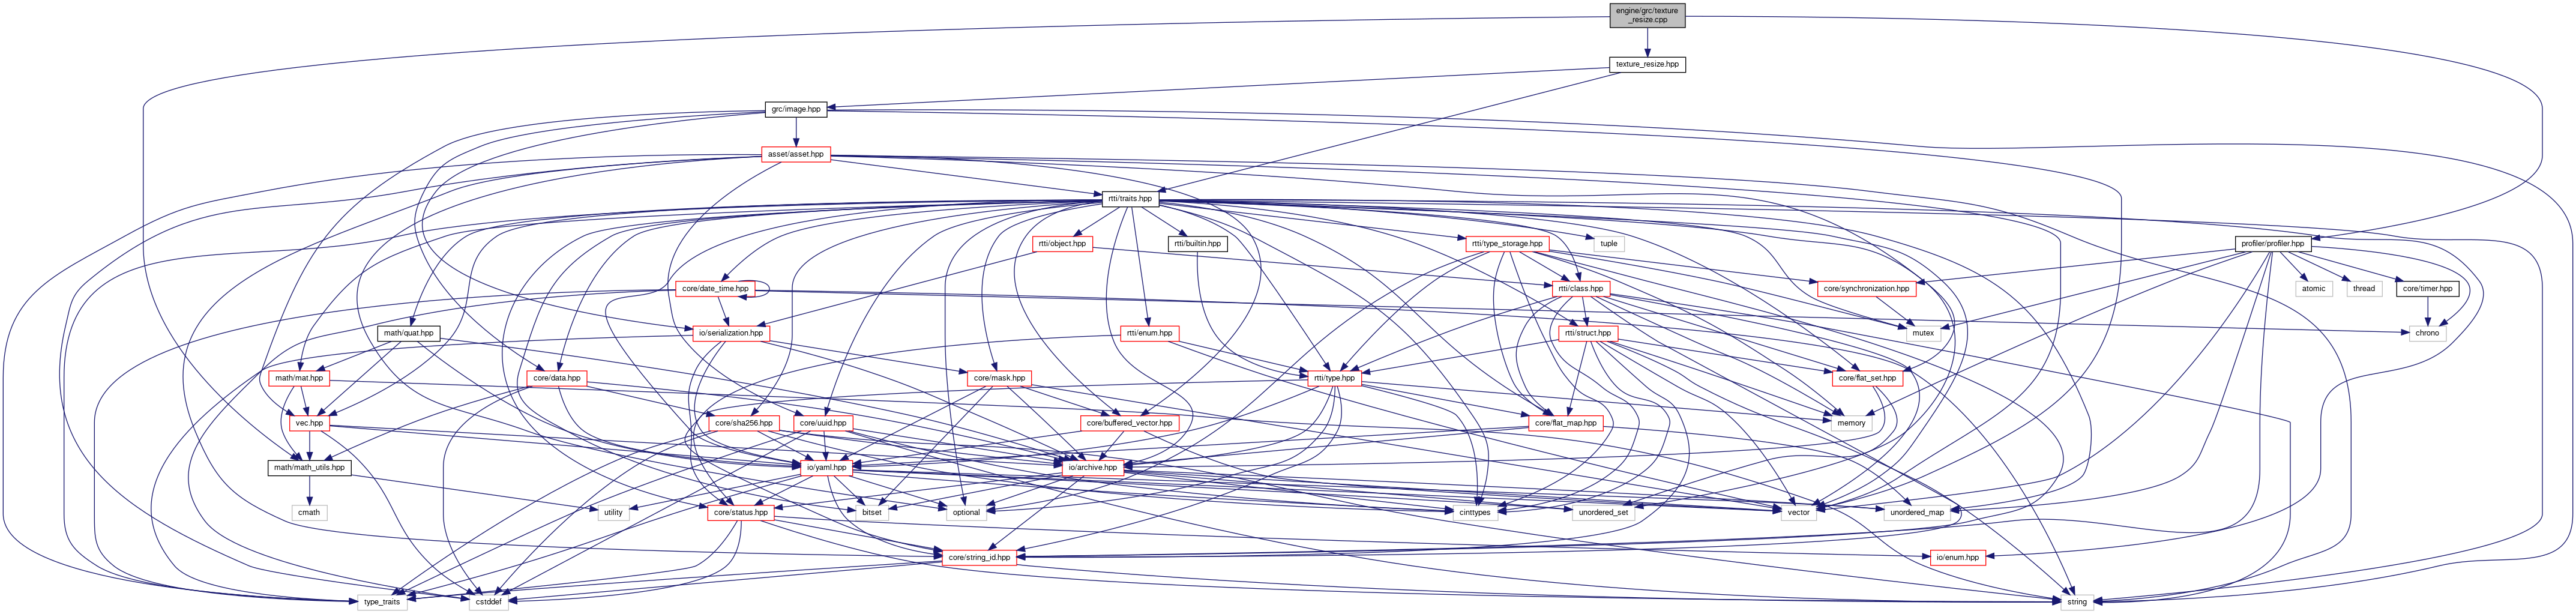 engine/grc/texture
_resize.cpp
texture_resize.hpp
grc/image.hpp
asset/asset.hpp
rtti/traits.hpp
rtti/object.hpp
rtti/builtin.hpp
rtti/type_storage.hpp
tuple
profiler/profiler.hpp
core/date_time.hpp
rtti/class.hpp
core/synchronization.hpp
atomic
thread
core/timer.hpp
math/quat.hpp
io/serialization.hpp
rtti/enum.hpp
rtti/struct.hpp
mutex
chrono
math/mat.hpp
core/data.hpp
core/mask.hpp
rtti/type.hpp
core/flat_set.hpp
vec.hpp
core/sha256.hpp
core/uuid.hpp
core/buffered_vector.hpp
core/flat_map.hpp
memory
math/math_utils.hpp
io/yaml.hpp
io/archive.hpp
cmath
utility
core/status.hpp
bitset
optional
cinttypes
unordered_set
vector
unordered_map
core/string_id.hpp
io/enum.hpp
type_traits
cstddef
string